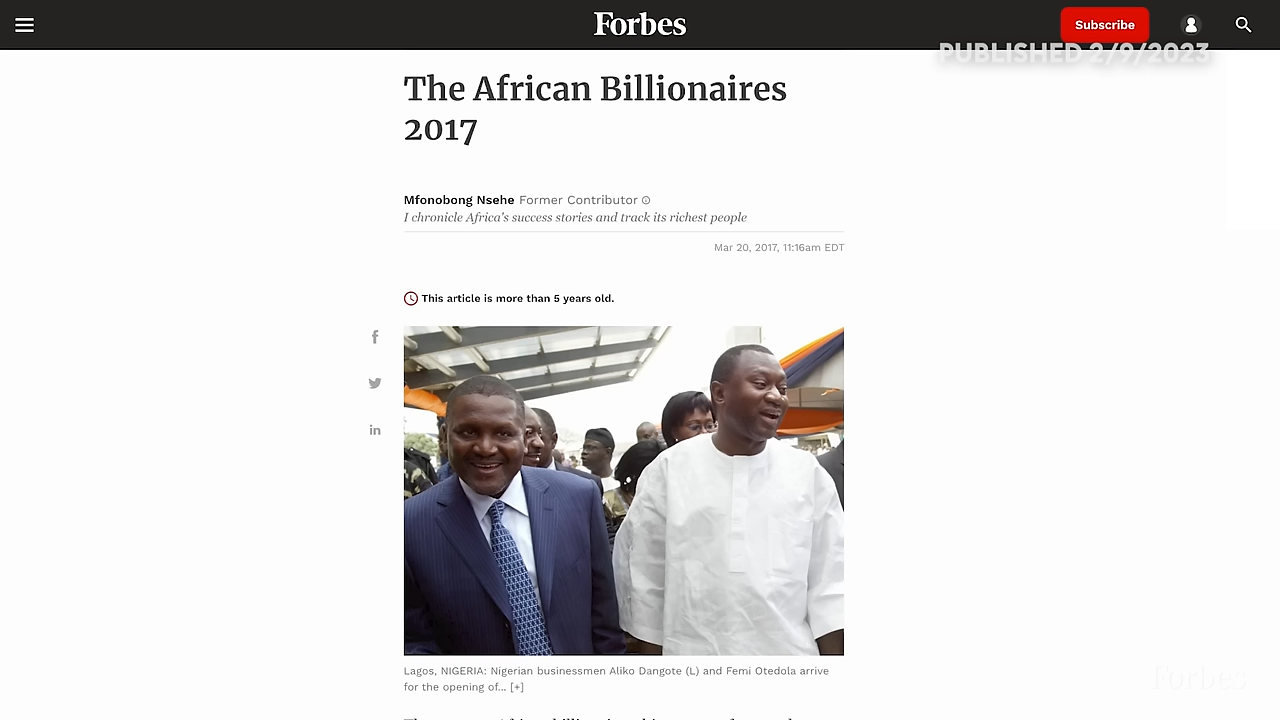 Forbes
Subscribe
PUBLISHED 2/9/2023
The African Billionaires
2017
Mfonobong Nsehe Former Contributor
I chronicle Africa's success stories and track its richest people
Mar 20, 2017, 11:16am EDT
This article is more than 5 years old.
f
in
Lagos, NIGERIA: Nigerian businessmen Aliko Dangote (L) and Femi Otedola arrive
for the opening of... [+]
Forbes